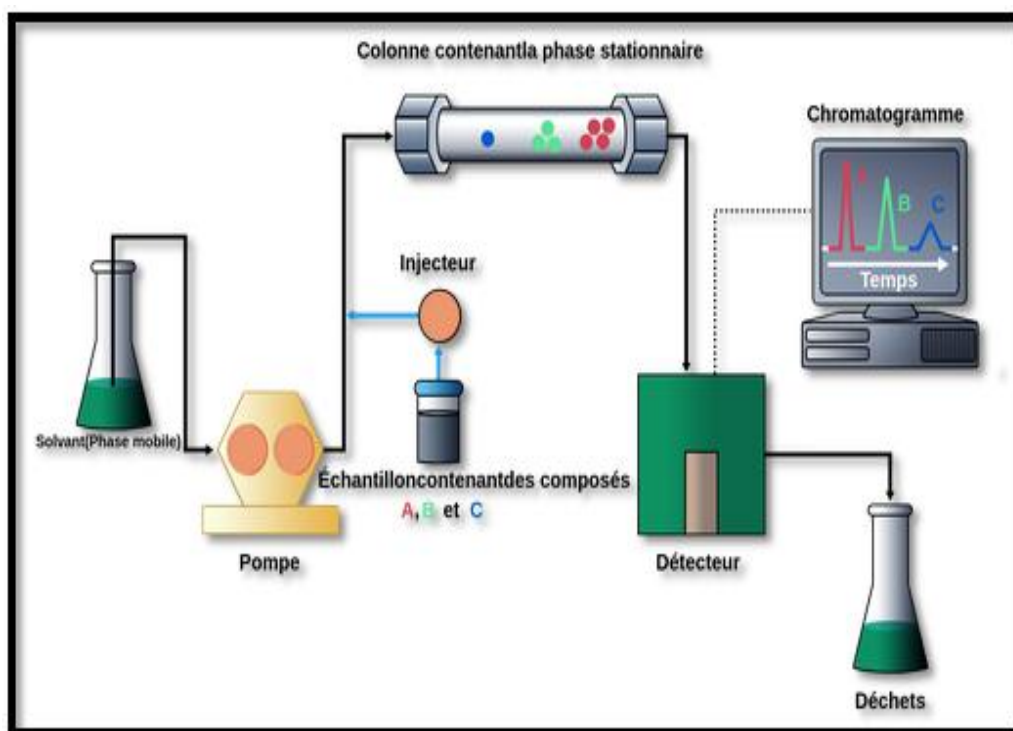 Colonne contenantla phase stationnaire
Chromatogramme
A
B
C
Temps
Injecteur
Solvant(Phase mobile)
Échantilloncontenantdes composés
A, B, et C
Pompe
Détecteur
Déchets